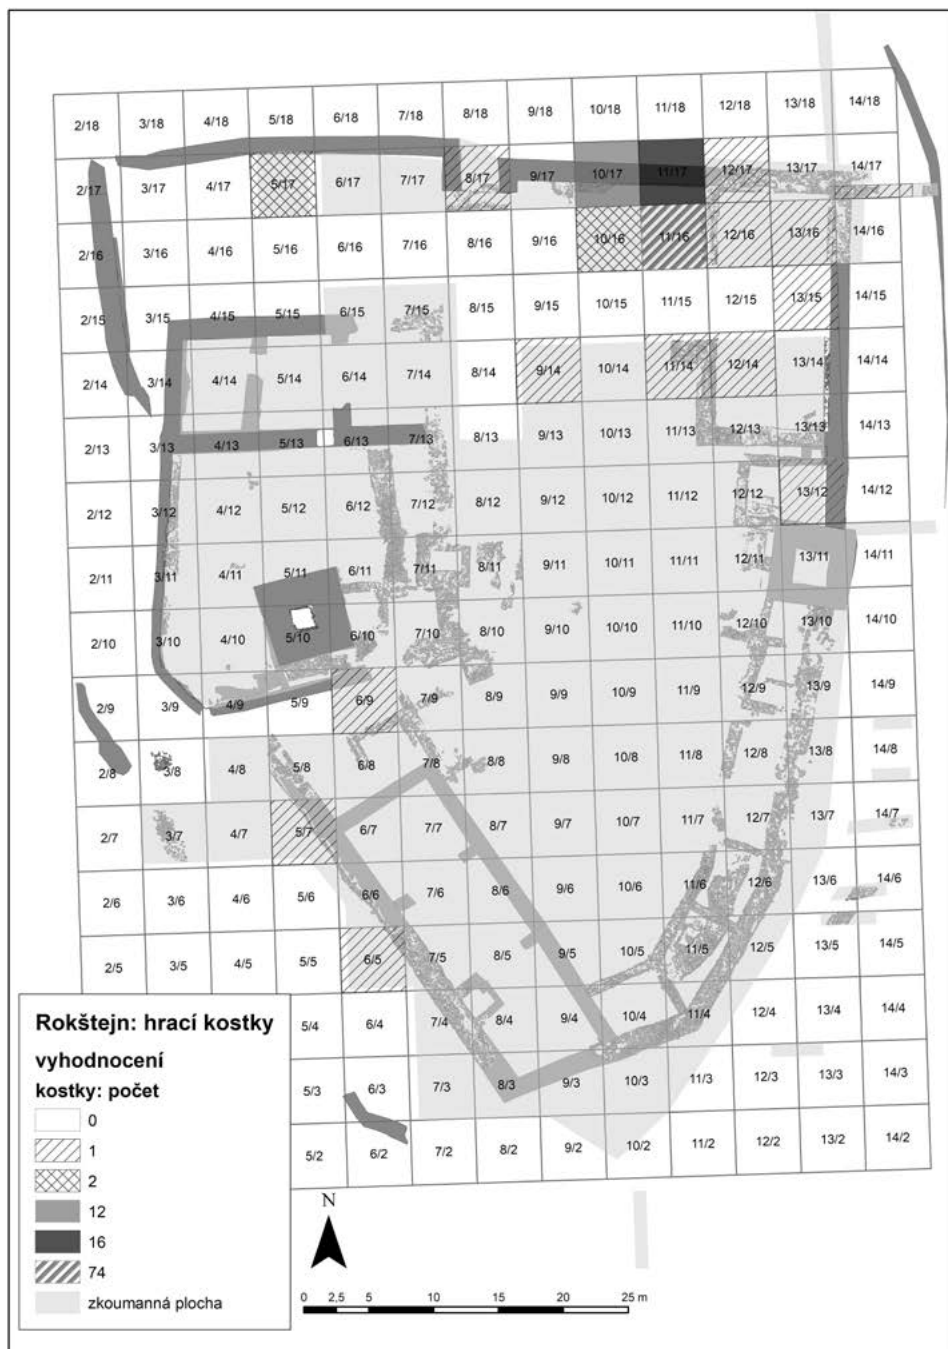 2/18 3/18 4/18 5/18 6/18 7/18 8/18 9/18 10/18 11/18 12/18 13/18 14/18
2/17 3/17 4/17 5/17 6/17 7/17 8/17 9/17 10/17 11/17 12/17 13/17 14/17
2/16 3/16 4/16 5/16 6/16 7/16 8/16 9/16 10/16 11/16 12/16 13/16 14/16
2/15 3/15 4/15 5/15 6/15 7/15 8/15 9/15 10/15 11/15 12/15 13/15 14/15
2/14 3/14 4/14 5/14 6/14 7/14 8/14 9/14 10/14 11/14 12/14 13/14 14/14
2/13 3/13 4/13 5/13 6/13 7/13 8/13 9/13 10/13 11/13 12/13 13/13 14/13
2/12 3/12 4/12 5/12 6/12 7/12 8/12 9/12 10/12 11/12 12/12 13/12 14/12
2/11 3/11 4/11 5/11 6/11 7/11 8/11 9/11 10/11 11/11 12/11 13/11 14/11
2/10 3/10 4/10 5/10 6/10 7/10 8/10 9/10 10/10 11/10 12/10 13/10 14/10
2/9 3/9 4/9 5/9 6/9 7/9 8/9 9/9 10/9 11/9 12/9 13/9 14/9
2/8 3/8 4/8 5/8 6/8 7/8 8/8 9/8 10/8 11/8 12/8 13/8 14/8
2/7 3/7 4/7 5/7 6/7 7/7 8/7 9/7 10/7 11/7 12/7 13/7 14/7
2/6 3/6 4/6 5/6 6/6 7/6 8/6 9/6 10/6 11/6 12/6 13/6 14/6
2/5 3/5 4/5 5/5 6/5 7/5 8/5 9/5 10/5 11/5 12/5 13/5 14/5
5/4 6/4 7/4 8/4 9/4 10/4 11/4 12/4 13/4 14/4
5/3 6/3 7/3 8/3 9/3 10/3 11/3 12/3 13/3 14/3
5/2 6/2 7/2 8/2 9/2 10/2 11/2 12/2 13/2 14/2
Rokštejn: hrací kostky
vyhodnocení
kostky: počet
0
1
2
12
16
74
zkoumanná plocha
N
0 2,5 5 10 15 20 25 m